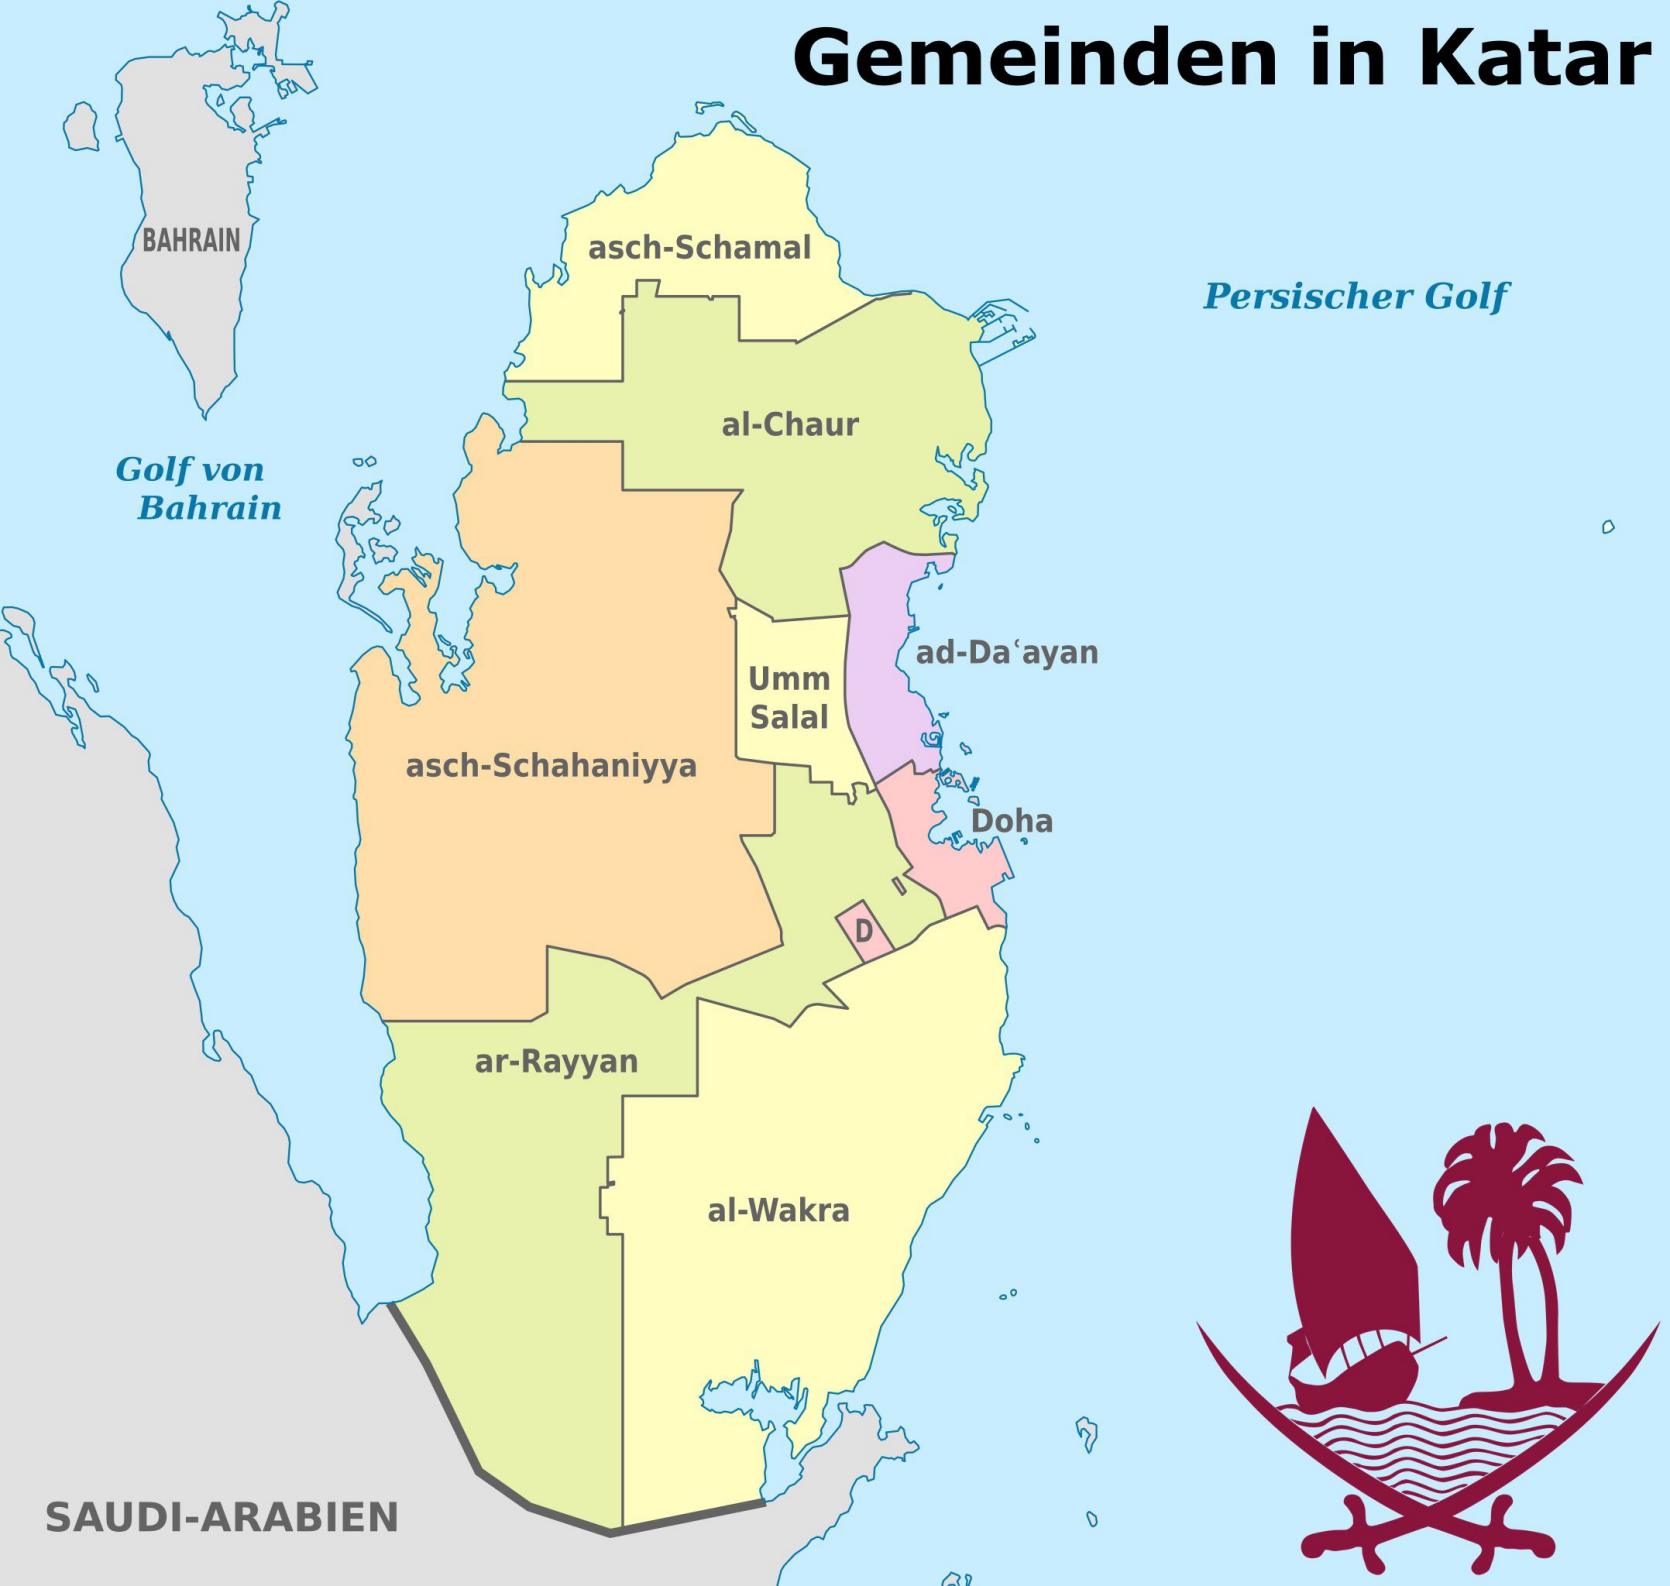 Gemeinden in Katar
BAHRAIN
asch-Schamal
Persischer Golf
al-Chaur
Golf von
Bahrain
ad-Daʿayan
Umm
Salal
asch-Schahaniyya
Doha
D
ar-Rayyan
al-Wakra
SAUDI-ARABIEN